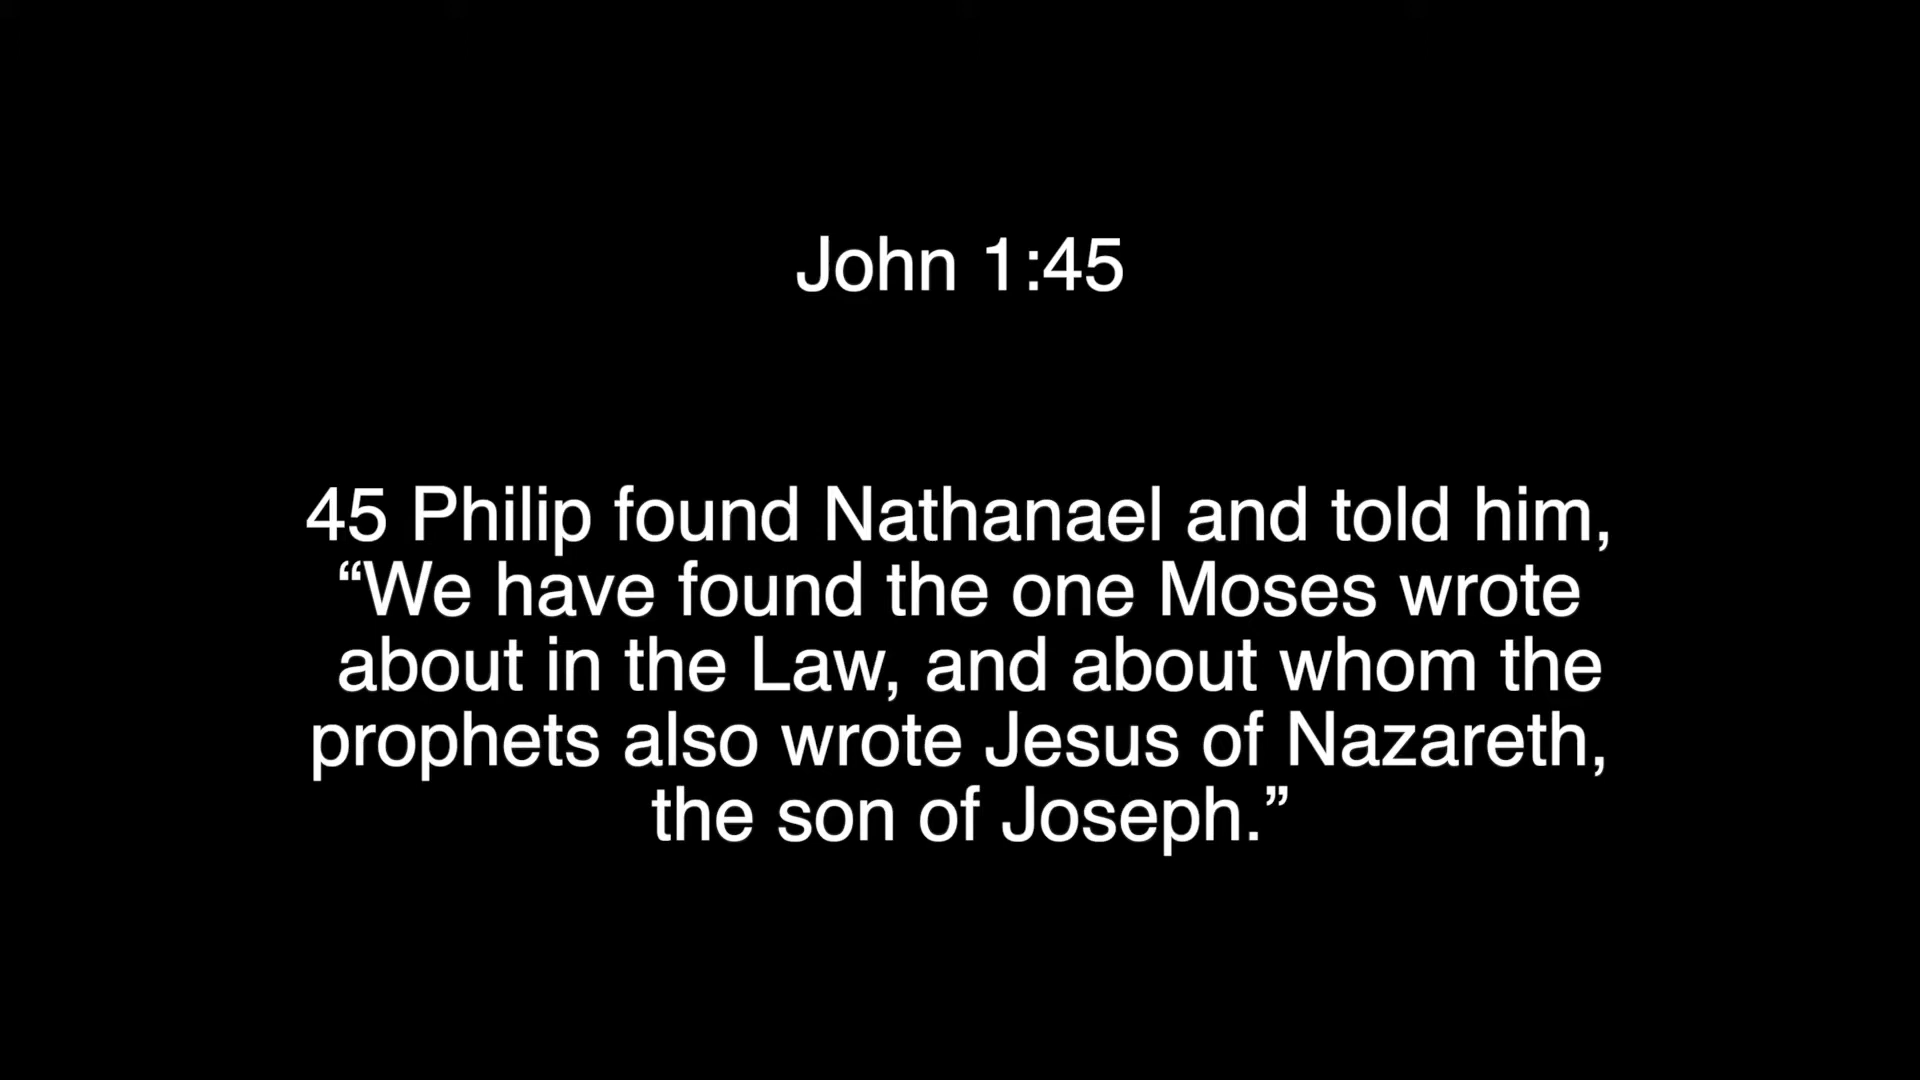 John 1:45
45 Philip found Nathanael and told him,
“We have found the one Moses wrote
about in the Law, and about whom the
prophets also wrote Jesus of Nazareth,
the son of Joseph.”